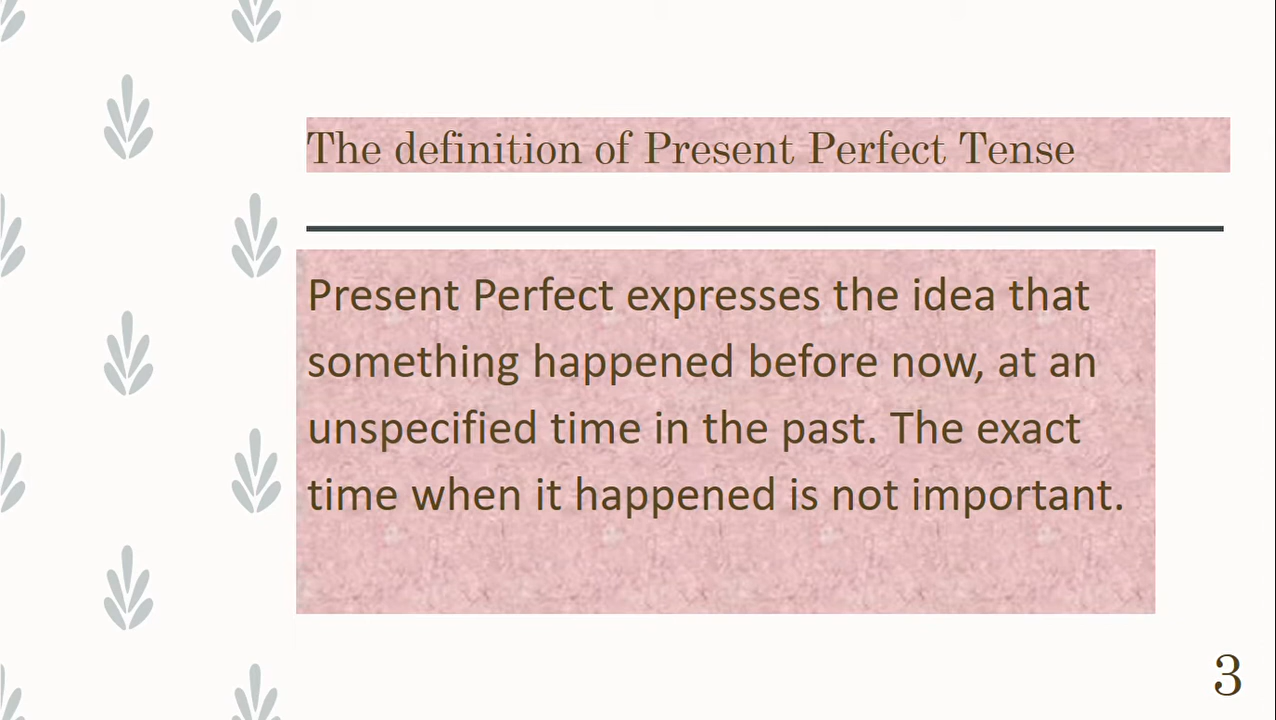 The definition of Present Perfect Tense
Present Perfect expresses the idea that
something happened before now, at an
unspecified time in the past. The exact
time when it happened is not important.
3